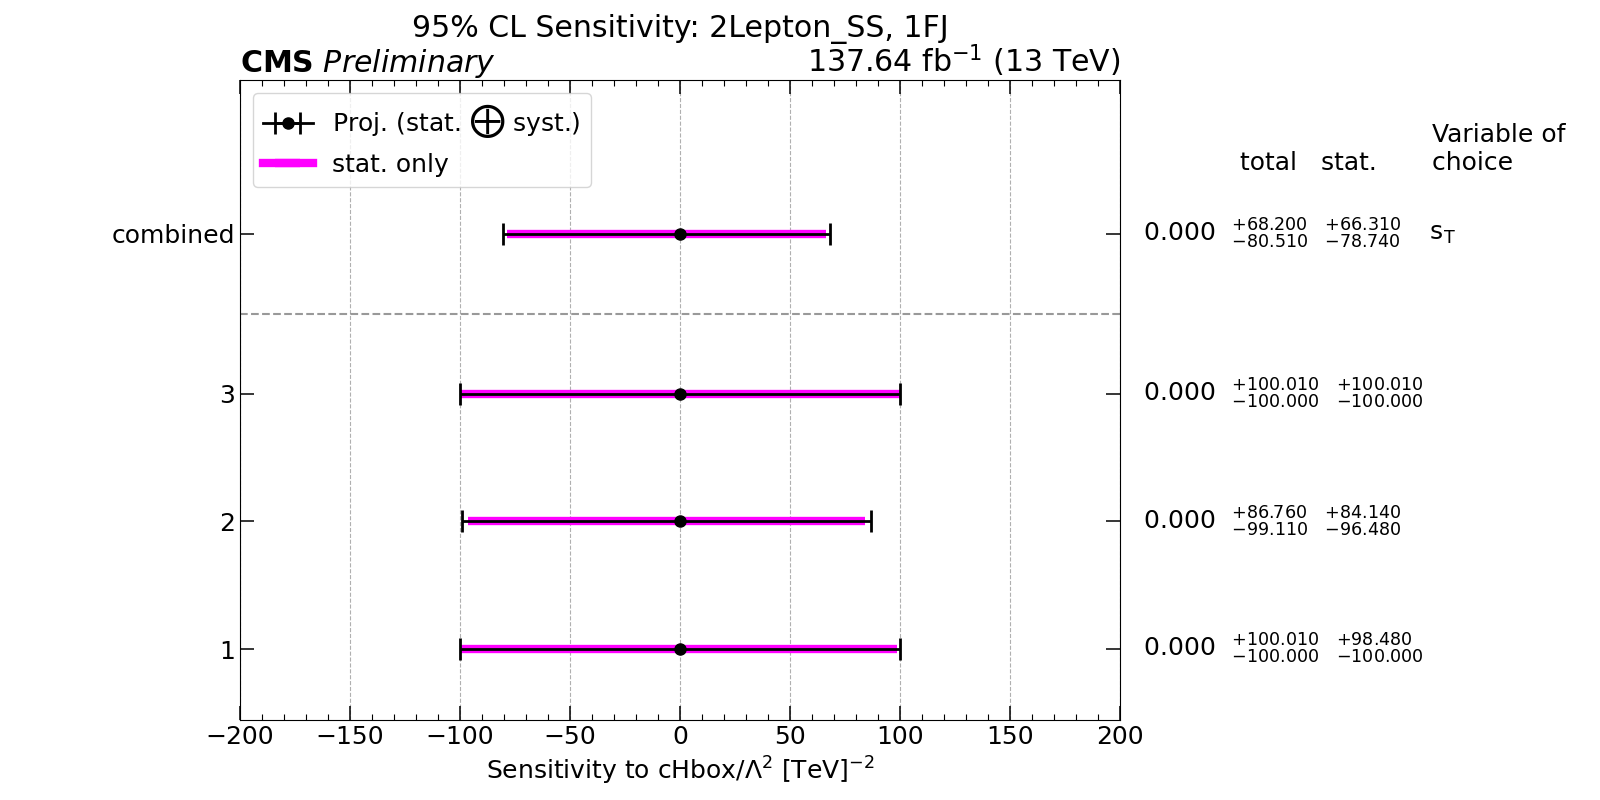 95% CL Sensitivity: 2Lepton_SS, 1FJ
CMS Preliminary 137.64 fb⁻¹ (13 TeV)
Proj. (stat. ⊕ syst.)
stat. only
Variable of
choice
total stat.
combined 0.000 +68.200 −80.510 +66.310 −78.740 s_T
3 0.000 +100.010 −100.000 +100.010 −100.000
2 0.000 +86.760 −99.110 +84.140 −96.480
1 0.000 +100.010 −100.000 +98.480 −100.000
−200 −150 −100 −50 0 50 100 150 200
Sensitivity to cHbox/Λ² [TeV]⁻²